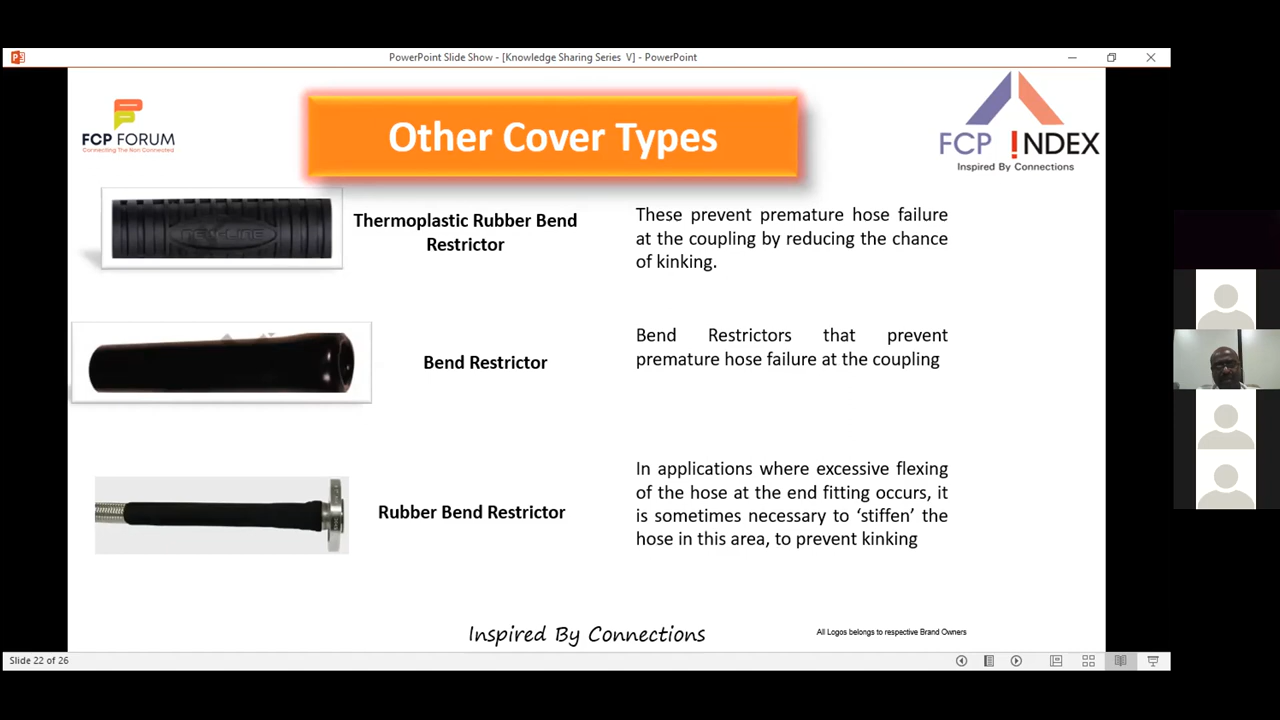 PowerPoint Slide Show - [Knowledge Sharing Series V] - PowerPoint
FCP FORUM
Connecting The Non Connected
Other Cover Types
FCP !NDEX
Inspired By Connections
Thermoplastic Rubber Bend
Restrictor
These prevent premature hose failure
at the coupling by reducing the chance
of kinking.
Bend Restrictor
Bend Restrictors that prevent
premature hose failure at the coupling
Rubber Bend Restrictor
In applications where excessive flexing
of the hose at the end fitting occurs, it
is sometimes necessary to ‘stiffen’ the
hose in this area, to prevent kinking
Inspired By Connections
All Logos belongs to respective Brand Owners
Slide 22 of 26